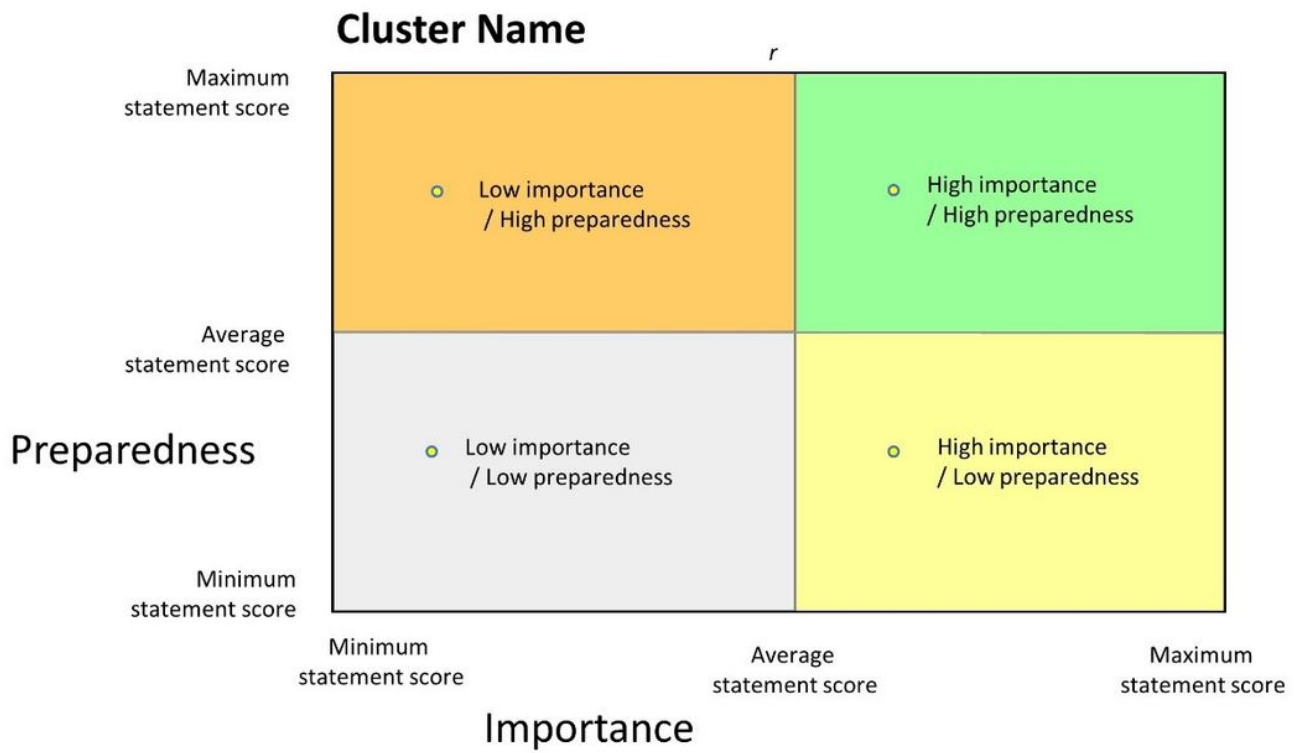 Cluster Name
r
Maximum
statement score
Low importance
/ High preparedness
High importance
/ High preparedness
Average
statement score
Preparedness
Low importance
/ Low preparedness
High importance
/ Low preparedness
Minimum
statement score
Minimum
statement score
Average
statement score
Maximum
statement score
Importance